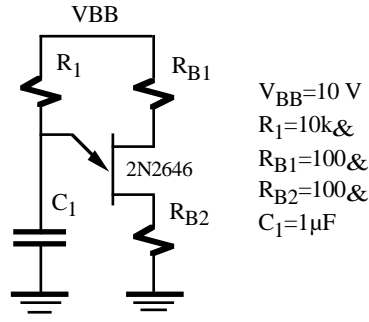 VBB
R1
RB1
2N2646
C1
RB2
VBB=10 V
R1=10k&
RB1=100&
RB2=100&
C1=1µF